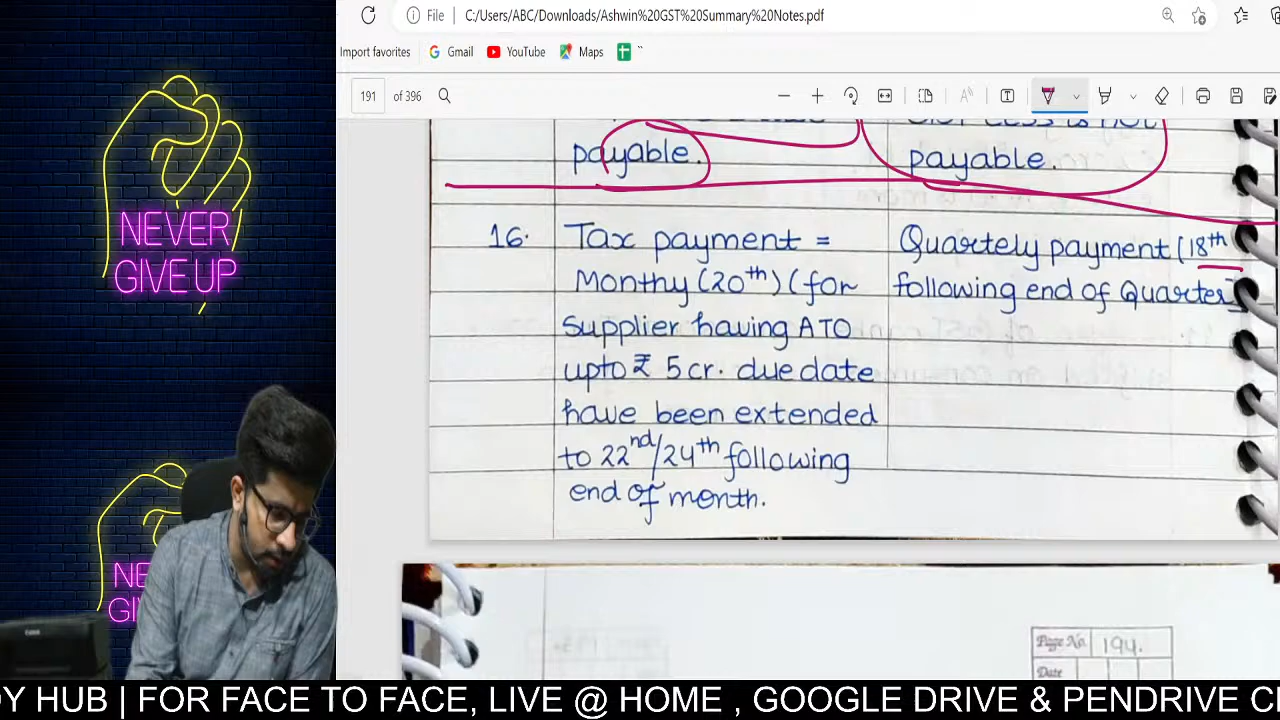 File | C:/Users/ABC/Downloads/Ashwin%20GST%20Summary%20Notes.pdf
Import favorites Gmail YouTube Maps
191 of 396
payable.
payable.
16. Tax payment =
Monthy (20th) (for
supplier having ATO
upto ₹ 5 cr. due date
have been extended
to 22nd/24th following
end of month.
Quartely payment (18th
following end of Quarter]
Page No. 194.
Date
NEVER
GIVE UP
NE
GI
DY HUB | FOR FACE TO FACE, LIVE @ HOME , GOOGLE DRIVE & PENDRIVE C